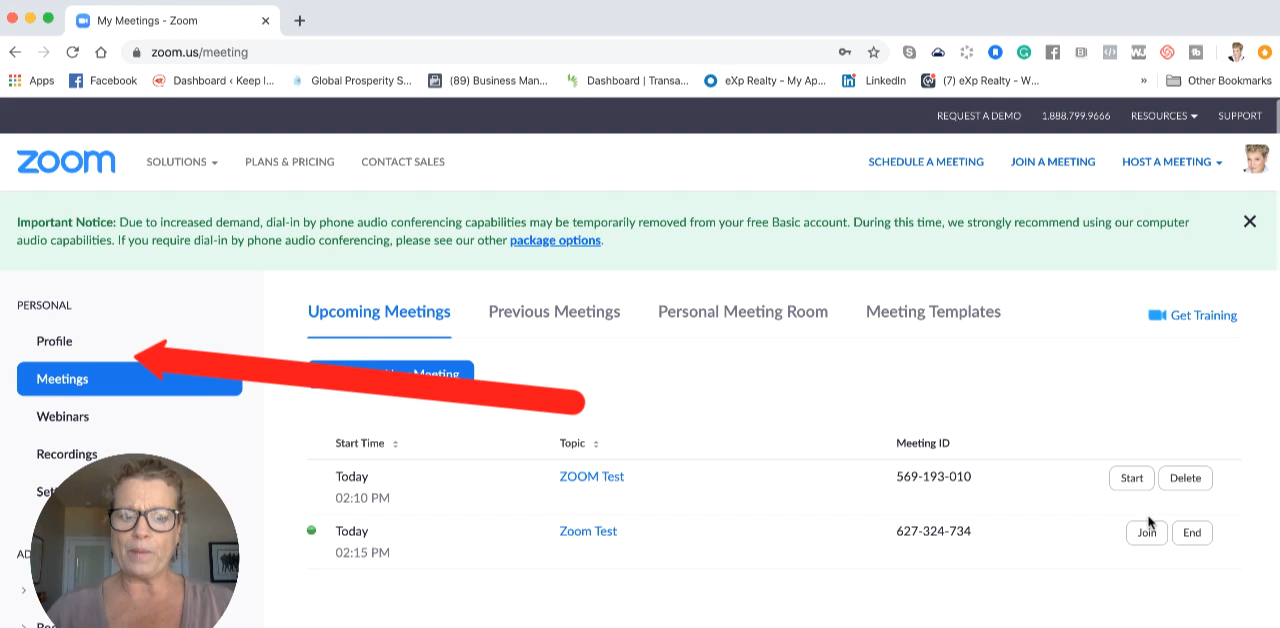 My Meetings - Zoom
zoom.us/meeting
Apps
Facebook
Dashboard ‹ Keep I...
Global Prosperity S...
(89) Business Man...
Dashboard | Transa...
eXp Realty - My Ap...
LinkedIn
(7) eXp Realty - W...
»
Other Bookmarks
REQUEST A DEMO
1.888.799.9666
RESOURCES
SUPPORT
zoom
SOLUTIONS
PLANS & PRICING
CONTACT SALES
SCHEDULE A MEETING
JOIN A MEETING
HOST A MEETING
Important Notice: Due to increased demand, dial-in by phone audio conferencing capabilities may be temporarily removed from your free Basic account. During this time, we strongly recommend using our computer
audio capabilities. If you require dial-in by phone audio conferencing, please see our other package options.
PERSONAL
Profile
Meetings
Webinars
Recordings
Upcoming Meetings
Previous Meetings
Personal Meeting Room
Meeting Templates
Get Training
Meeting
Start Time
Topic
Meeting ID
Today
02:10 PM
ZOOM Test
569-193-010
Start
Delete
Today
02:15 PM
Zoom Test
627-324-734
Join
End